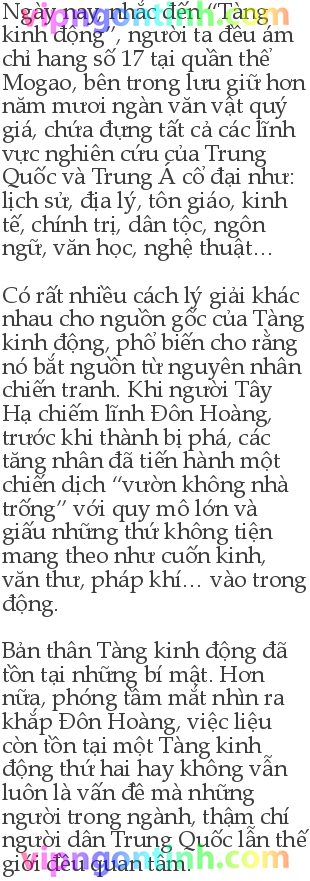 Ngày nay nhắc đến “Tàng
kinh động”, người ta đều ám
chỉ hang số 17 tại quần thể
Mogao, bên trong lưu giữ hơn
năm mươi ngàn văn vật quý
giá, chứa đựng tất cả các lĩnh
vực nghiên cứu của Trung
Quốc và Trung Á cổ đại như:
lịch sử, địa lý, tôn giáo, kinh
tế, chính trị, dân tộc, ngôn
ngữ, văn học, nghệ thuật…
Có rất nhiều cách lý giải khác
nhau cho nguồn gốc của Tàng
kinh động, phổ biến cho rằng
nó bắt nguồn từ nguyên nhân
chiến tranh. Khi người Tây
Hạ chiếm lĩnh Đôn Hoàng,
trước khi thành bị phá, các
tăng nhân đã tiến hành một
chiến dịch “vườn không nhà
trống” với quy mô lớn và
giấu những thứ không tiện
mang theo như cuốn kinh,
văn thư, pháp khí… vào trong
động.
Bản thân Tàng kinh động đã
tồn tại những bí mật. Hơn
nữa, phóng tầm mắt nhìn ra
khắp Đôn Hoàng, việc liệu
còn tồn tại một Tàng kinh
động thứ hai hay không vẫn
luôn là vấn đề mà những
người trong ngành, thậm chí
người dân Trung Quốc lẫn thế
giới đều quan tâm.
vipngontinh.com